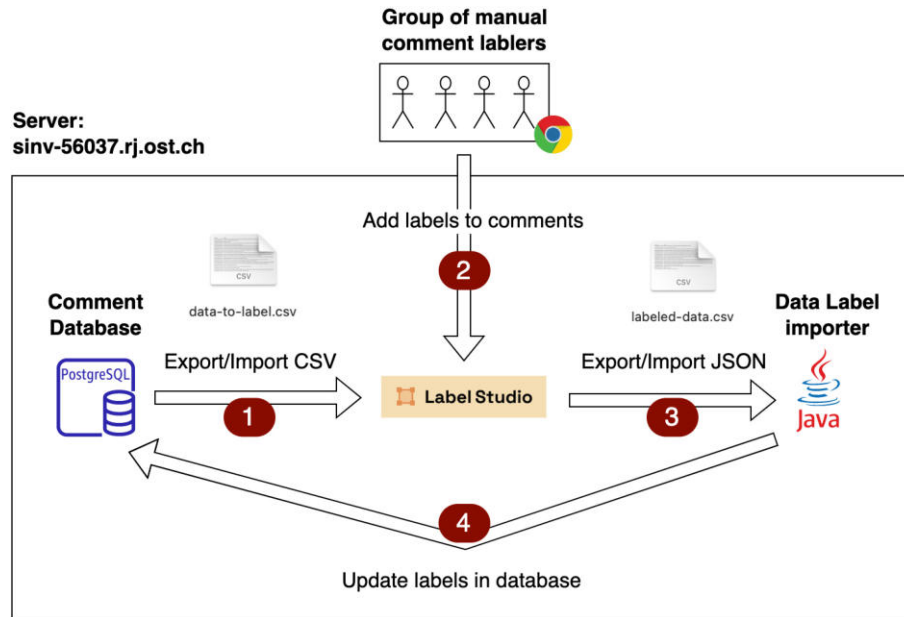 Group of manual
comment lablers
Server:
sinv-56037.rj.ost.ch
Add labels to comments
2
CSV
data-to-label.csv
CSV
labeled-data.csv
Comment
Database
Data Label
importer
PostgreSQL
Export/Import CSV
1
Label Studio
Export/Import JSON
3
Java
4
Update labels in database